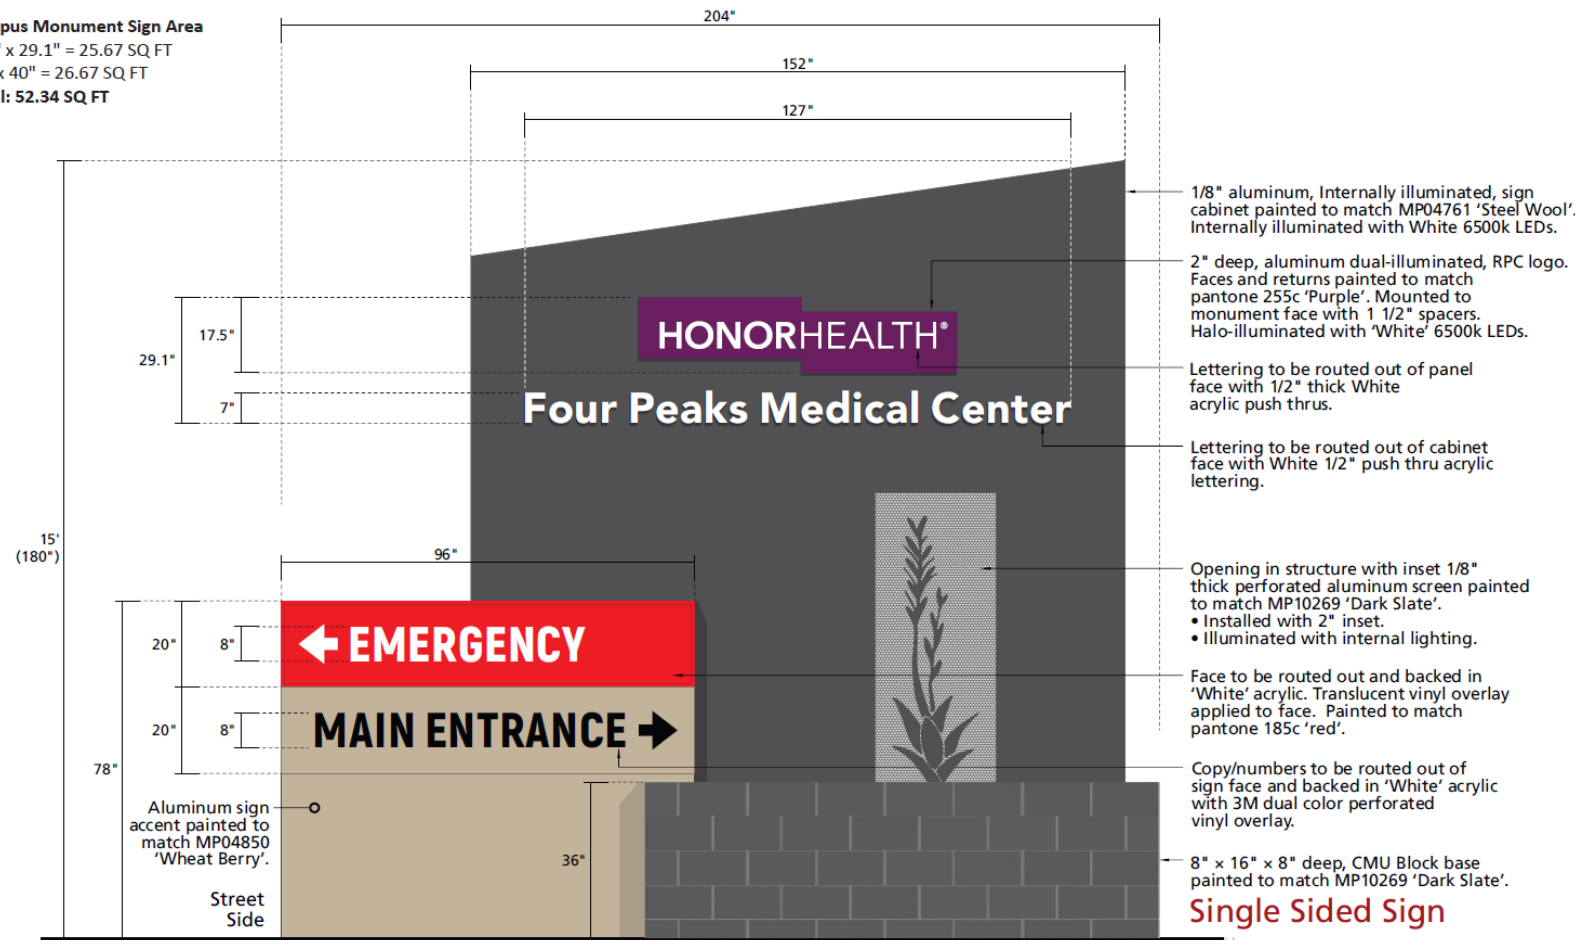 pus Monument Sign Area
" x 29.1" = 25.67 SQ FT
x 40" = 26.67 SQ FT
l: 52.34 SQ FT
204"
152"
127"
17.5"
29.1"
7"
HONORHEALTH®
Four Peaks Medical Center
15'
(180")
96"
20"
8"
EMERGENCY
20"
8"
MAIN ENTRANCE
78"
36"
Aluminum sign
accent painted to
match MP04850
‘Wheat Berry’.
Street
Side
1/8" aluminum, Internally illuminated, sign
cabinet painted to match MP04761 ‘Steel Wool’.
Internally illuminated with White 6500k LEDs.
2" deep, aluminum dual-illuminated, RPC logo.
Faces and returns painted to match
pantone 255c ‘Purple’. Mounted to
monument face with 1 1/2" spacers.
Halo-illuminated with ‘White’ 6500k LEDs.
Lettering to be routed out of panel
face with 1/2" thick White
acrylic push thrus.
Lettering to be routed out of cabinet
face with White 1/2" push thru acrylic
lettering.
Opening in structure with inset 1/8"
thick perforated aluminum screen painted
to match MP10269 ‘Dark Slate’.
• Installed with 2" inset.
• Illuminated with internal lighting.
Face to be routed out and backed in
‘White’ acrylic. Translucent vinyl overlay
applied to face. Painted to match
pantone 185c ‘red’.
Copy/numbers to be routed out of
sign face and backed in ‘White’ acrylic
with 3M dual color perforated
vinyl overlay.
8" × 16" × 8" deep, CMU Block base
painted to match MP10269 ‘Dark Slate’.
Single Sided Sign